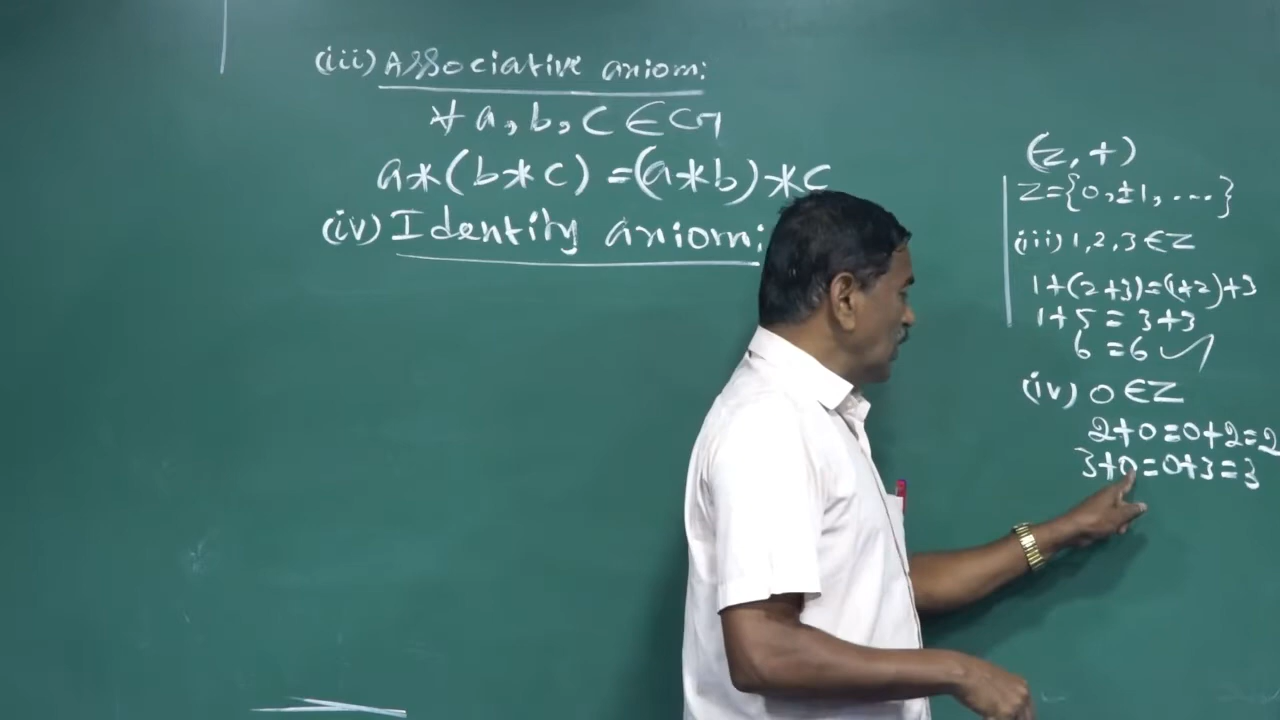 (iii) Associative axiom:
∀ a, b, c ∈ G
a*(b*c) = (a*b)*c
(iv) Identity axiom:
(Z, +)
Z={0, ±1, ....}
(iii) 1, 2, 3 ∈ Z
1+(2+3)=(1+2)+3
1+5 = 3+3
6 = 6 ✓
(iv) 0 ∈ Z
2+0=0+2=2
3+0=0+3=3